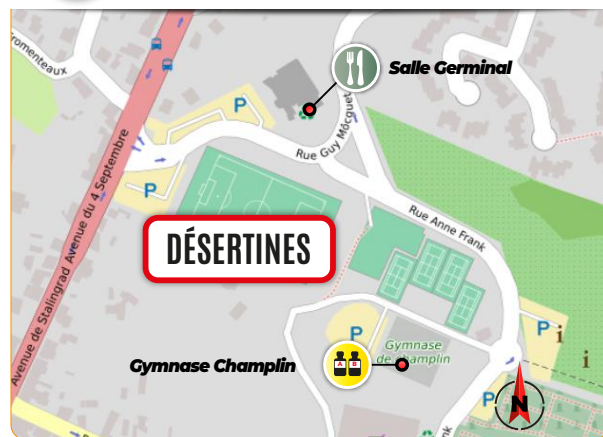 Fromenteaux
Salle Germinal
P
Rue Guy Môcquet
P
Avenue de Stalingrad Avenue du 4 Septembre
DÉSERTINES
Rue Anne Frank
P
P
i
i
Gymnase
de champlin
Gymnase Champlin
A B
P
N